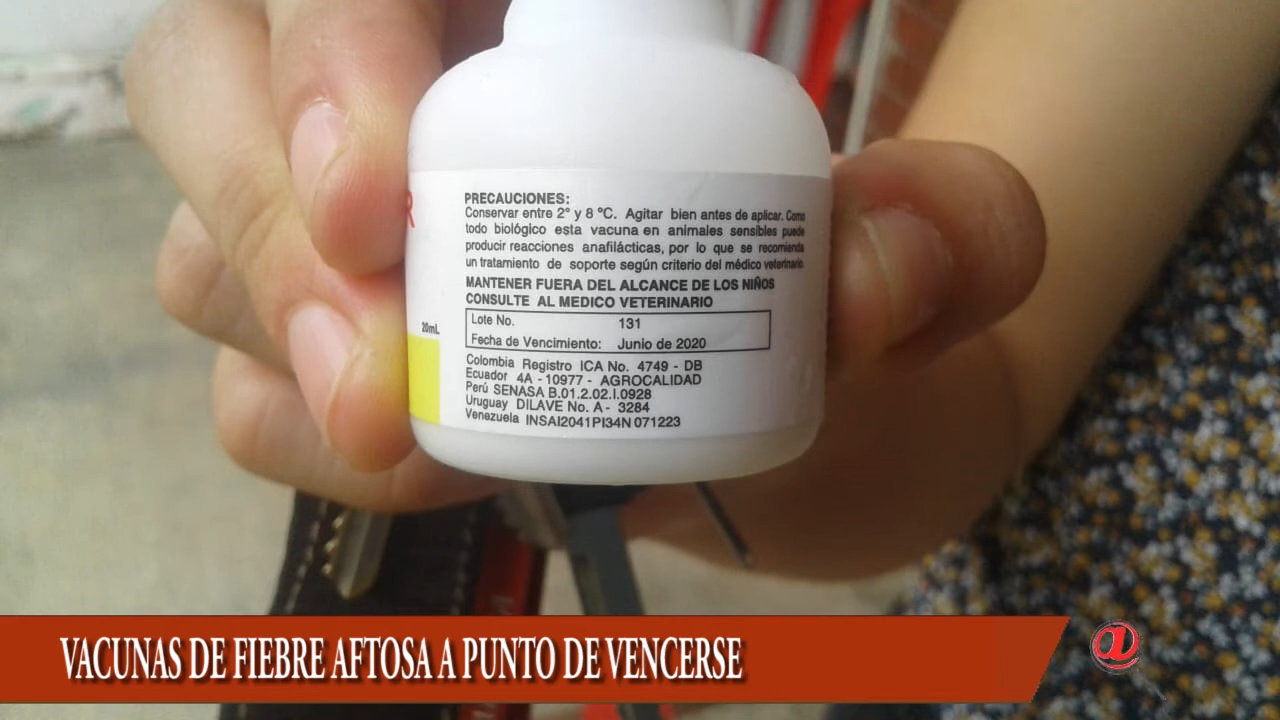 R
20mL
PRECAUCIONES:
Conservar entre 2° y 8 °C. Agitar bien antes de aplicar. Como
todo biológico esta vacuna en animales sensibles puede
producir reacciones anafilácticas, por lo que se recomienda
un tratamiento de soporte según criterio del médico veterinario.
MANTENER FUERA DEL ALCANCE DE LOS NIÑOS
CONSULTE AL MEDICO VETERINARIO
Lote No. 131
Fecha de Vencimiento: Junio de 2020
Colombia Registro ICA No. 4749 - DB
Ecuador 4A - 10977 - AGROCALIDAD
Perú SENASA B.01.2.02.I.0928
Uruguay DILAVE No. A - 3284
Venezuela INSAI2041PI34N 071223
VACUNAS DE FIEBRE AFTOSA A PUNTO DE VENCERSE
@